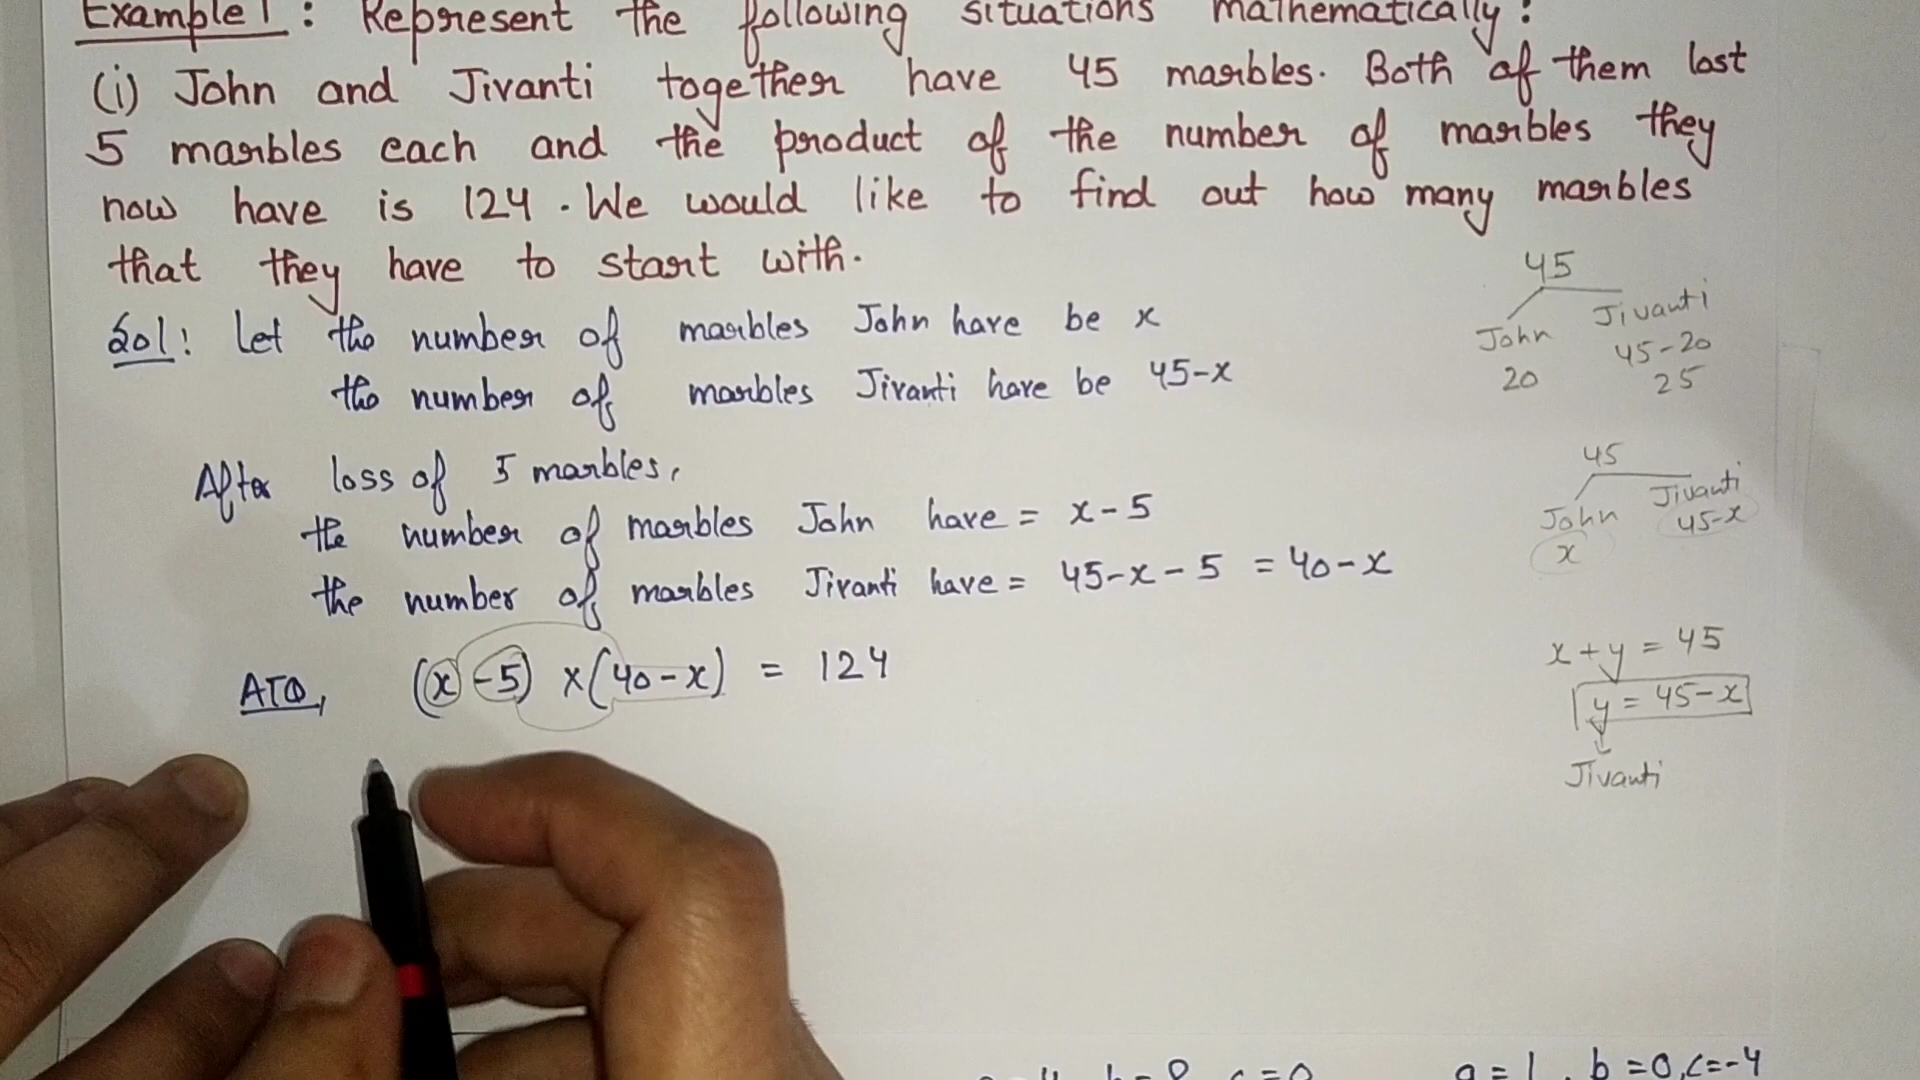 Example 1 : Represent the following situations mathematically :
(i) John and Jivanti together have 45 marbles. Both of them lost
5 marbles each and the product of the number of marbles they
now have is 124. We would like to find out how many marbles
that they have to start with.
Sol: Let the number of marbles John have be x
the number of marbles Jivanti have be 45-x
After loss of 5 marbles,
the number of marbles John have = x-5
the number of marbles Jivanti have = 45-x-5 = 40-x
ATQ, (x-5) x (40-x) = 124
45
John Jivanti
20 45-20
25
45
John Jivanti
x 45-x
x+y = 45
y = 45-x
Jivanti
c=0 a=1, b=0, c=-4